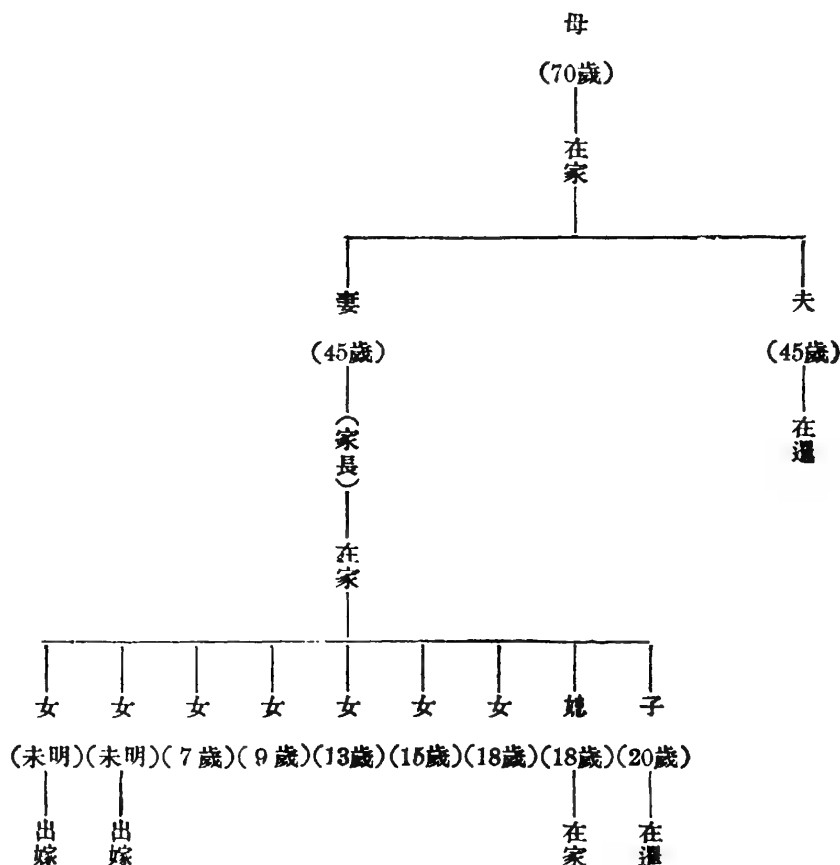 母
(70歲)
在家
妻
夫
(45歲)
(45歲)
(家長)
在暹
在家
女 女 女 女 女 女 女 媳 子
(未明)(未明)(7歲)(9歲)(13歲)(15歲)(18歲)(18歲)(20歲)
出嫁
出嫁
在家
在暹